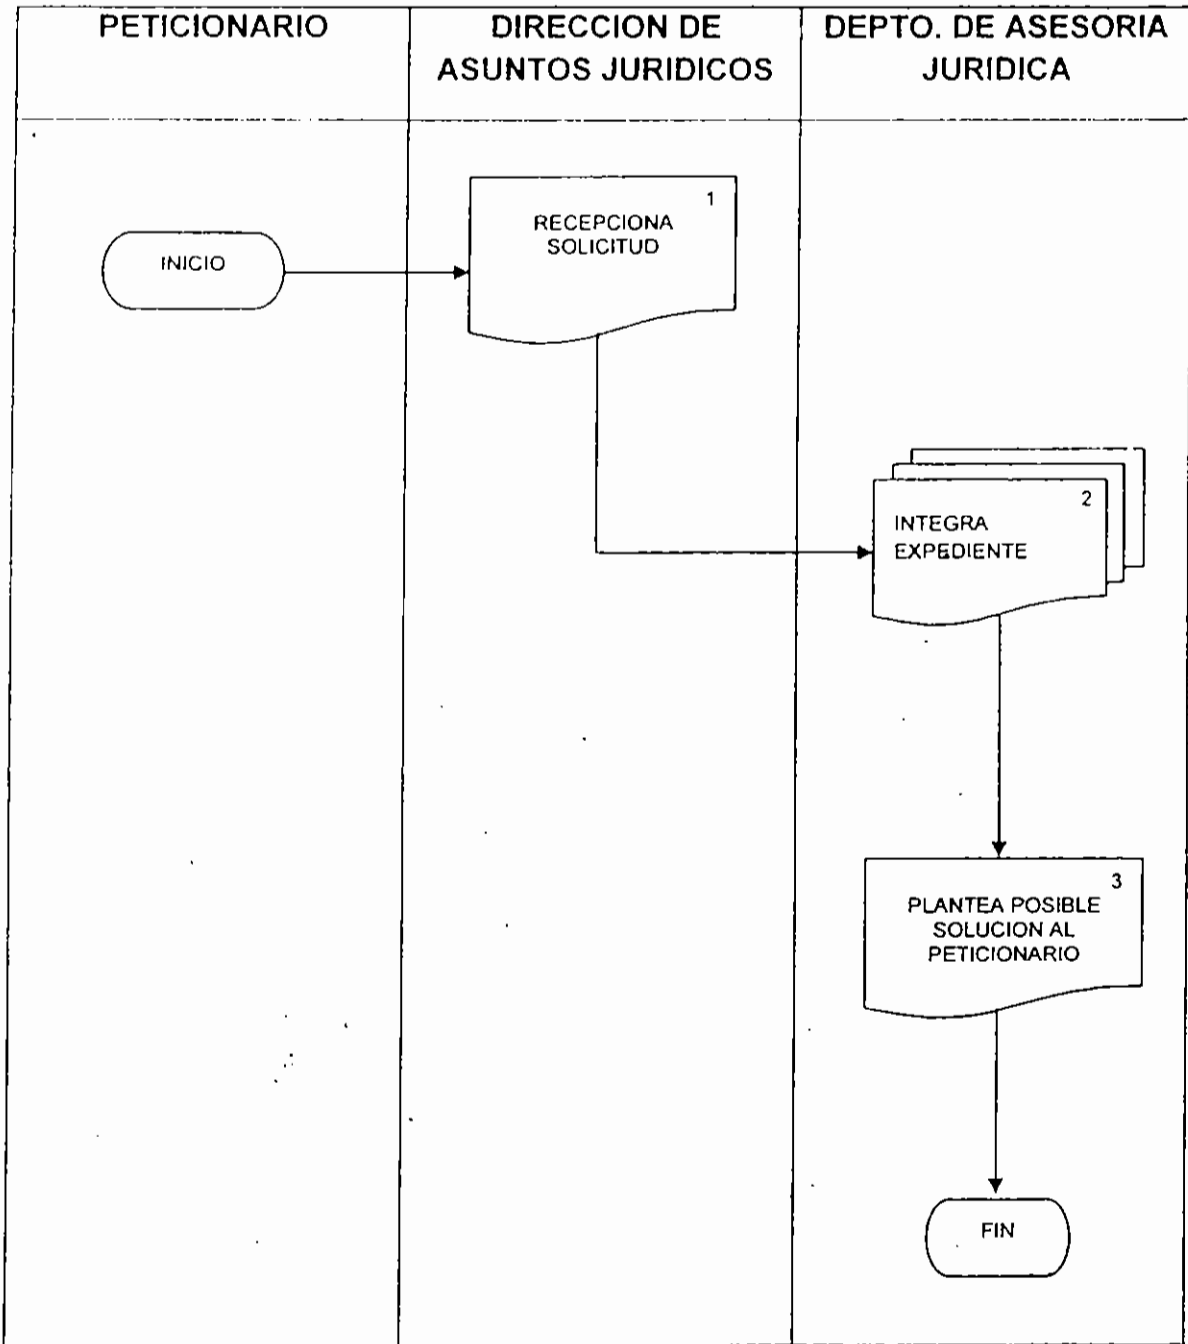 PETICIONARIO
DIRECCION DE
ASUNTOS JURIDICOS
DEPTO. DE ASESORIA
JURIDICA
INICIO
1
RECEPCIONA
SOLICITUD
2
INTEGRA
EXPEDIENTE
3
PLANTEA POSIBLE
SOLUCION AL
PETICIONARIO
FIN